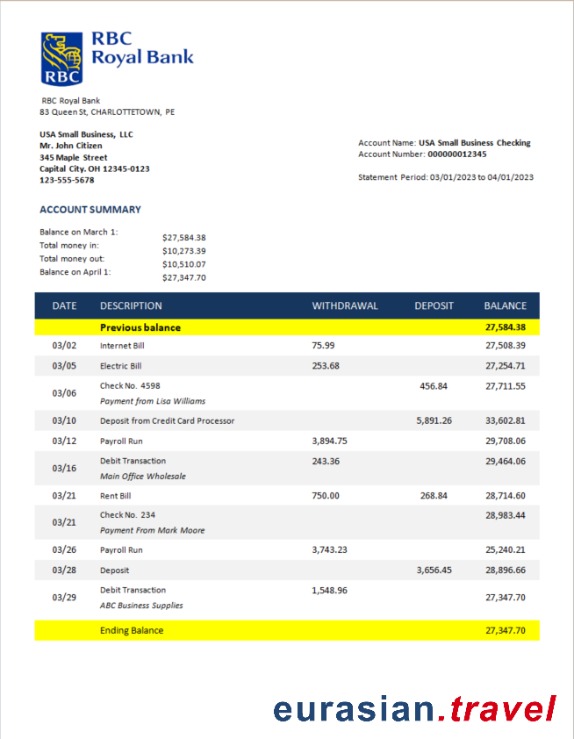 RBC
Royal Bank
RBC
RBC Royal Bank
83 Queen St, CHARLOTTETOWN, PE
USA Small Business, LLC
Mr. John Citizen
345 Maple Street
Capital City. OH 12345-0123
123-555-5678
Account Name: USA Small Business Checking
Account Number: 000000012345
Statement Period: 03/01/2023 to 04/01/2023
ACCOUNT SUMMARY
Balance on March 1: $27,584.38
Total money in: $10,273.39
Total money out: $10,510.07
Balance on April 1: $27,347.70
DATE DESCRIPTION WITHDRAWAL DEPOSIT BALANCE
Previous balance 27,584.38
03/02 Internet Bill 75.99 27,508.39
03/05 Electric Bill 253.68 27,254.71
03/06 Check No. 4598 456.84 27,711.55
Payment from Lisa Williams
03/10 Deposit from Credit Card Processor 5,891.26 33,602.81
03/12 Payroll Run 3,894.75 29,708.06
03/16 Debit Transaction 243.36 29,464.06
Main Office Wholesale
03/21 Rent Bill 750.00 268.84 28,714.60
03/21 Check No. 234 28,983.44
Payment From Mark Moore
03/26 Payroll Run 3,743.23 25,240.21
03/28 Deposit 3,656.45 28,896.66
03/29 Debit Transaction 1,548.96 27,347.70
ABC Business Supplies
Ending Balance 27,347.70
eurasian.travel